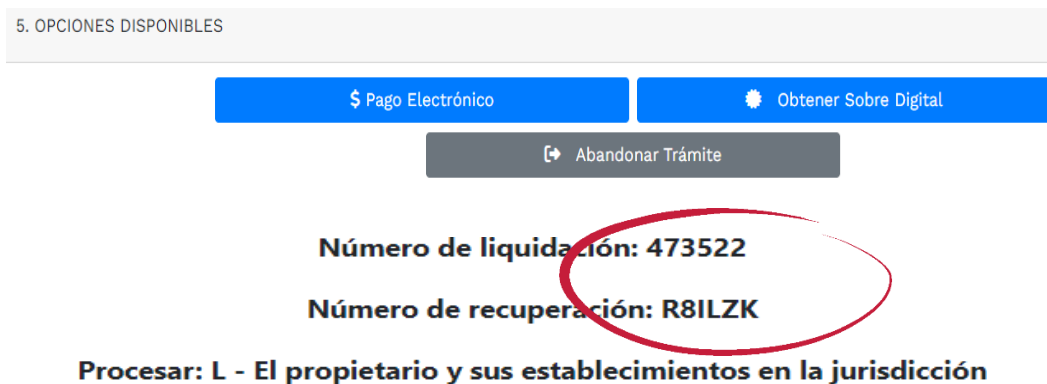 5. OPCIONES DISPONIBLES
$ Pago Electrónico
Obtener Sobre Digital
Abandonar Trámite
Número de liquidación: 473522
Número de recuperación: R8ILZK
Procesar: L - El propietario y sus establecimientos en la jurisdicción